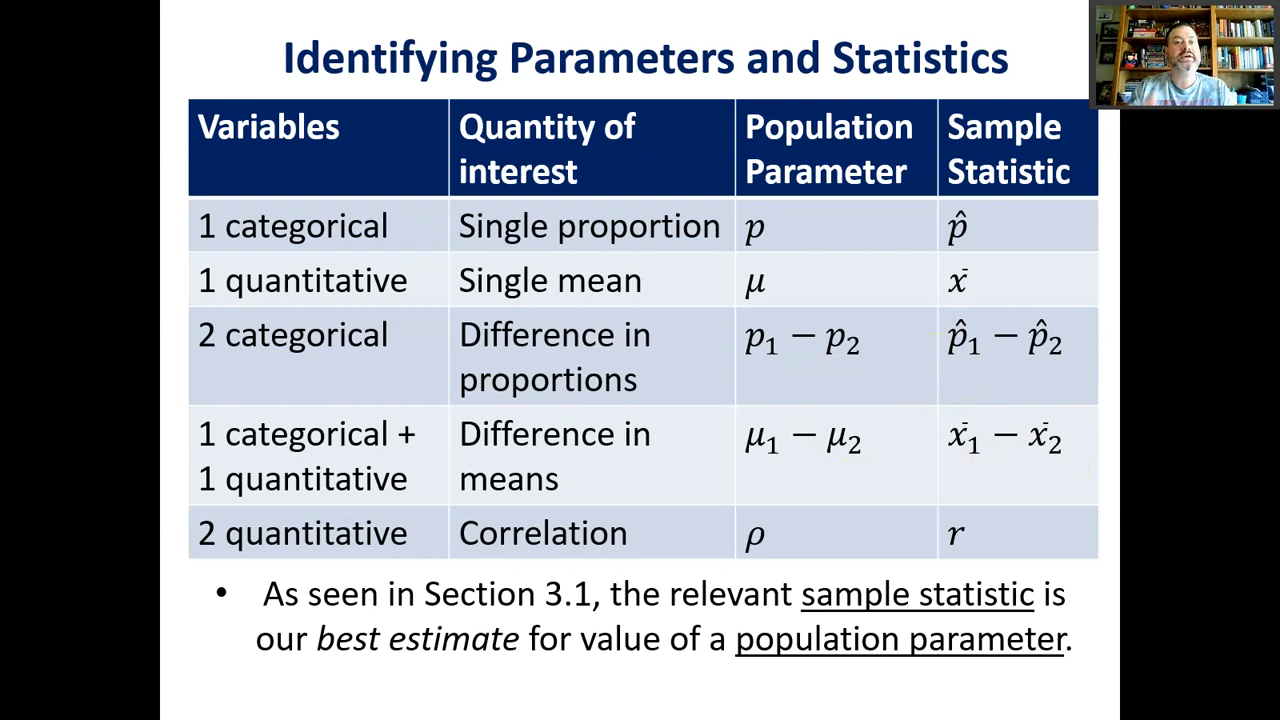 Identifying Parameters and Statistics
Variables
Quantity of
interest
Population
Parameter
Sample
Statistic
1 categorical
Single proportion
p
p̂
1 quantitative
Single mean
μ
x̄
2 categorical
Difference in
proportions
p₁ − p₂
p̂₁ − p̂₂
1 categorical +
1 quantitative
Difference in
means
μ₁ − μ₂
x̄₁ − x̄₂
2 quantitative
Correlation
ρ
r
• As seen in Section 3.1, the relevant sample statistic is
our best estimate for value of a population parameter.